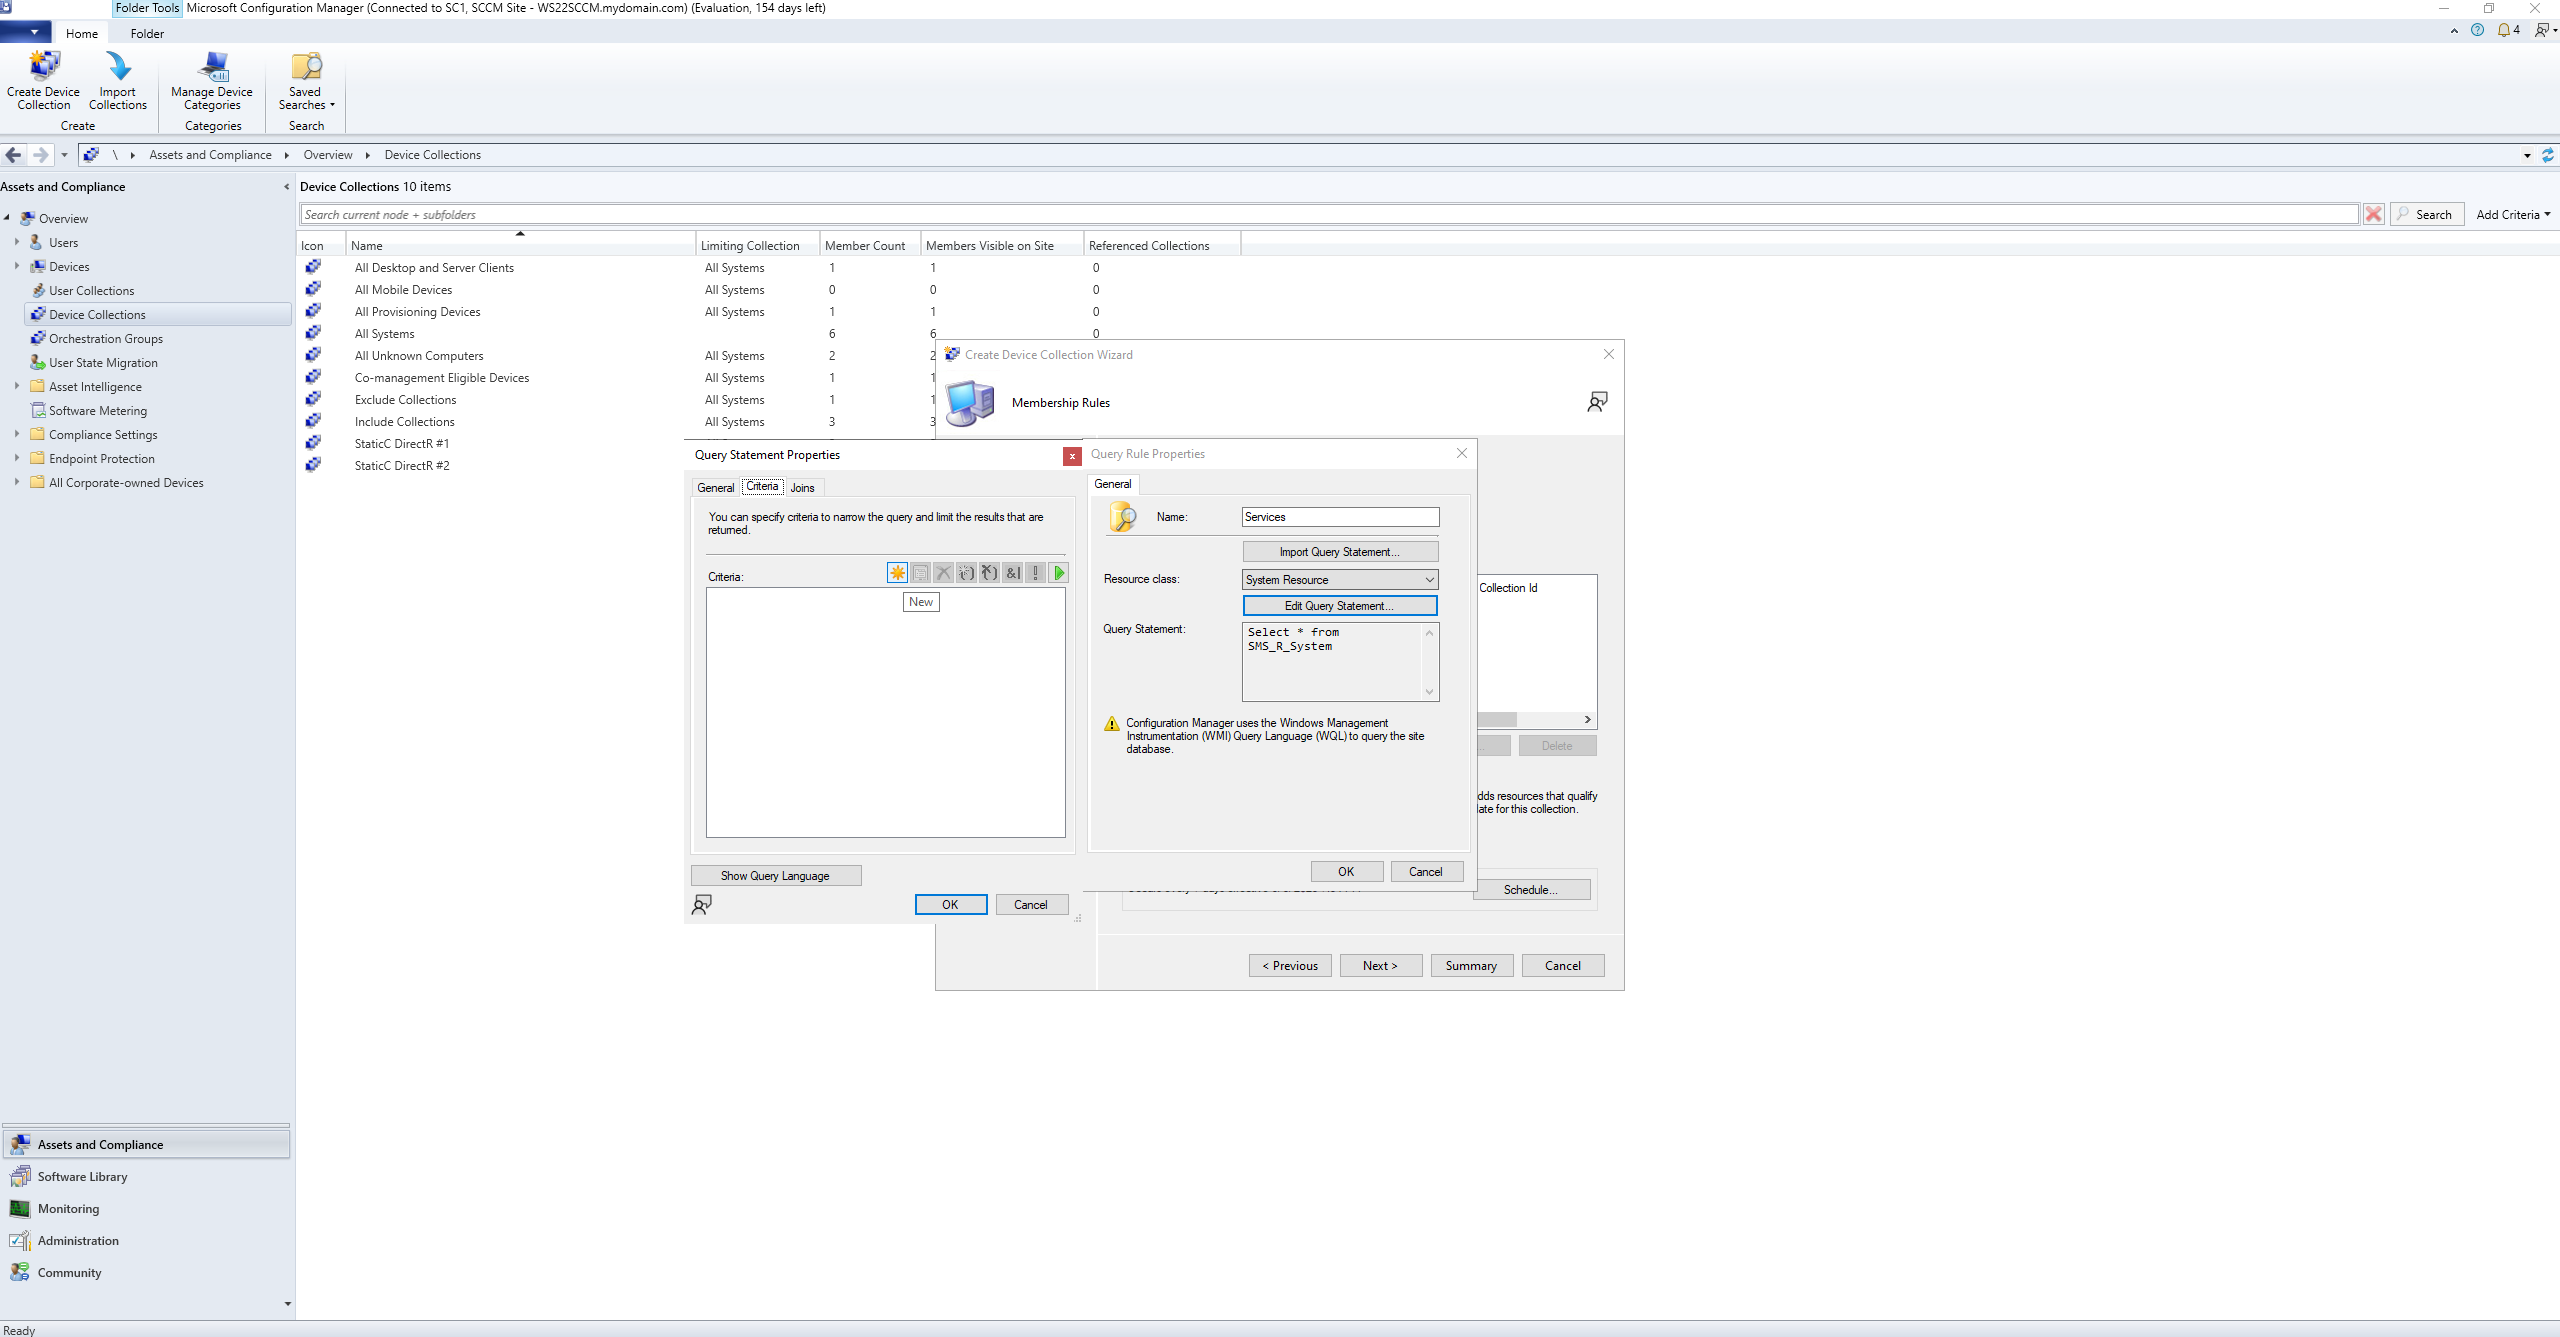 Folder Tools
Microsoft Configuration Manager (Connected to SC1, SCCM Site - WS22SCCM.mydomain.com) (Evaluation, 154 days left)
Home
Folder
4
Create Device Collection
Import Collections
Manage Device Categories
Saved Searches
Create
Categories
Search
\
Assets and Compliance
Overview
Device Collections
Assets and Compliance
Overview
Users
Devices
User Collections
Device Collections
Orchestration Groups
User State Migration
Asset Intelligence
Software Metering
Compliance Settings
Endpoint Protection
All Corporate-owned Devices
Device Collections 10 items
Search current node + subfolders
Search
Add Criteria
Icon Name Limiting Collection Member Count Members Visible on Site Referenced Collections
All Desktop and Server Clients All Systems 1 1 0
All Mobile Devices All Systems 0 0 0
All Provisioning Devices All Systems 1 1 0
All Systems 6 6 0
All Unknown Computers All Systems 2 2
Co-management Eligible Devices All Systems 1 1
Exclude Collections All Systems 1 1
Include Collections All Systems 3 3
StaticC DirectR #1
StaticC DirectR #2
Create Device Collection Wizard
Membership Rules
Query Statement Properties
x
General
Criteria
Joins
You can specify criteria to narrow the query and limit the results that are
returned.
Criteria:
&|
!
New
Show Query Language
OK
Cancel
Query Rule Properties
General
Name:
Services
Import Query Statement...
Resource class:
System Resource
Edit Query Statement...
Query Statement:
Select * from
SMS_R_System
Configuration Manager uses the Windows Management
Instrumentation (WMI) Query Language (WQL) to query the site
database.
OK
Cancel
Collection Id
Delete
dds resources that qualify
late for this collection.
Schedule...
< Previous
Next >
Summary
Cancel
Assets and Compliance
Software Library
Monitoring
Administration
Community
Ready